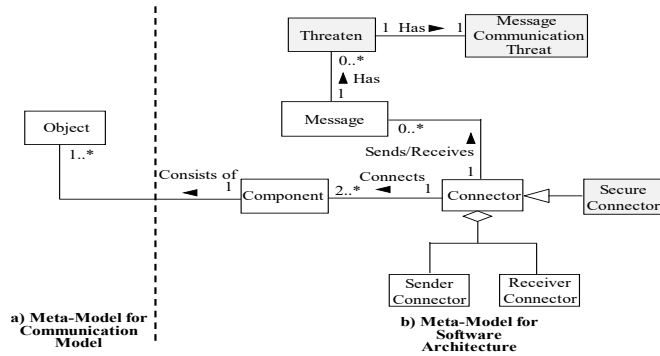 Threaten
1 Has 1
Message
Communication
Threat
0..*
Has
1
Object
1..*
Message
0..*
Sends/Receives
1
Consists of
1
Component
Connects
2..*
1
Connector
Secure
Connector
Sender
Connector
Receiver
Connector
a) Meta-Model for
Communication
Model
b) Meta-Model for
Software
Architecture